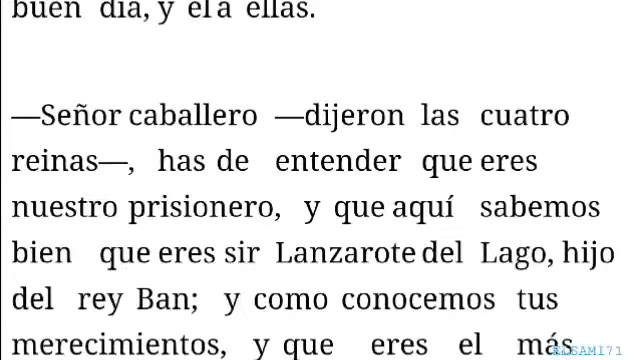 buen día, y él a ellas.
—Señor caballero —dijeron las cuatro
reinas—, has de entender que eres
nuestro prisionero, y que aquí sabemos
bien que eres sir Lanzarote del Lago, hijo
del rey Ban; y como conocemos tus
merecimientos, y que eres el más
ELSAMI71